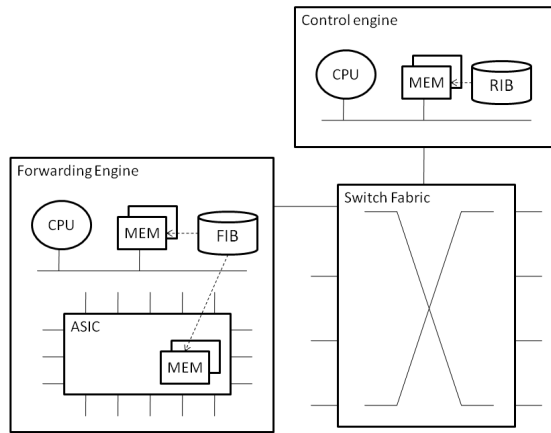 Control engine
CPU
MEM
RIB
Forwarding Engine
CPU
MEM
FIB
ASIC
MEM
Switch Fabric